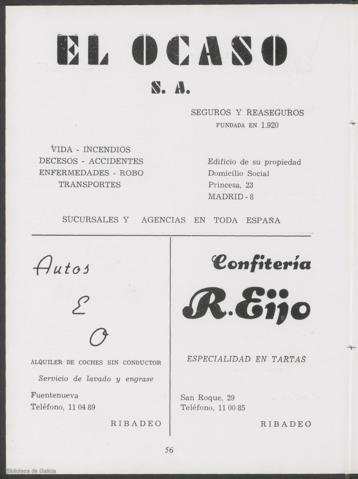 EL OCASO
S. A.
SEGUROS Y REASEGUROS
FUNDADA EN 1.920
VIDA - INCENDIOS
DECESOS - ACCIDENTES
ENFERMEDADES - ROBO
TRANSPORTES
Edificio de su propiedad
Domicilio Social
Princesa, 23
MADRID - 8
SUCURSALES Y AGENCIAS EN TODA ESPAÑA
Autos
E
O
ALQUILER DE COCHES SIN CONDUCTOR
Servicio de lavado y engrase
Fuentenueva
Teléfono, 11 04 89
RIBADEO
Confitería
R. Eijo
ESPECIALIDAD EN TARTAS
San Roque, 29
Teléfono, 11 00 85
RIBADEO
56
Biblioteca de Galicia